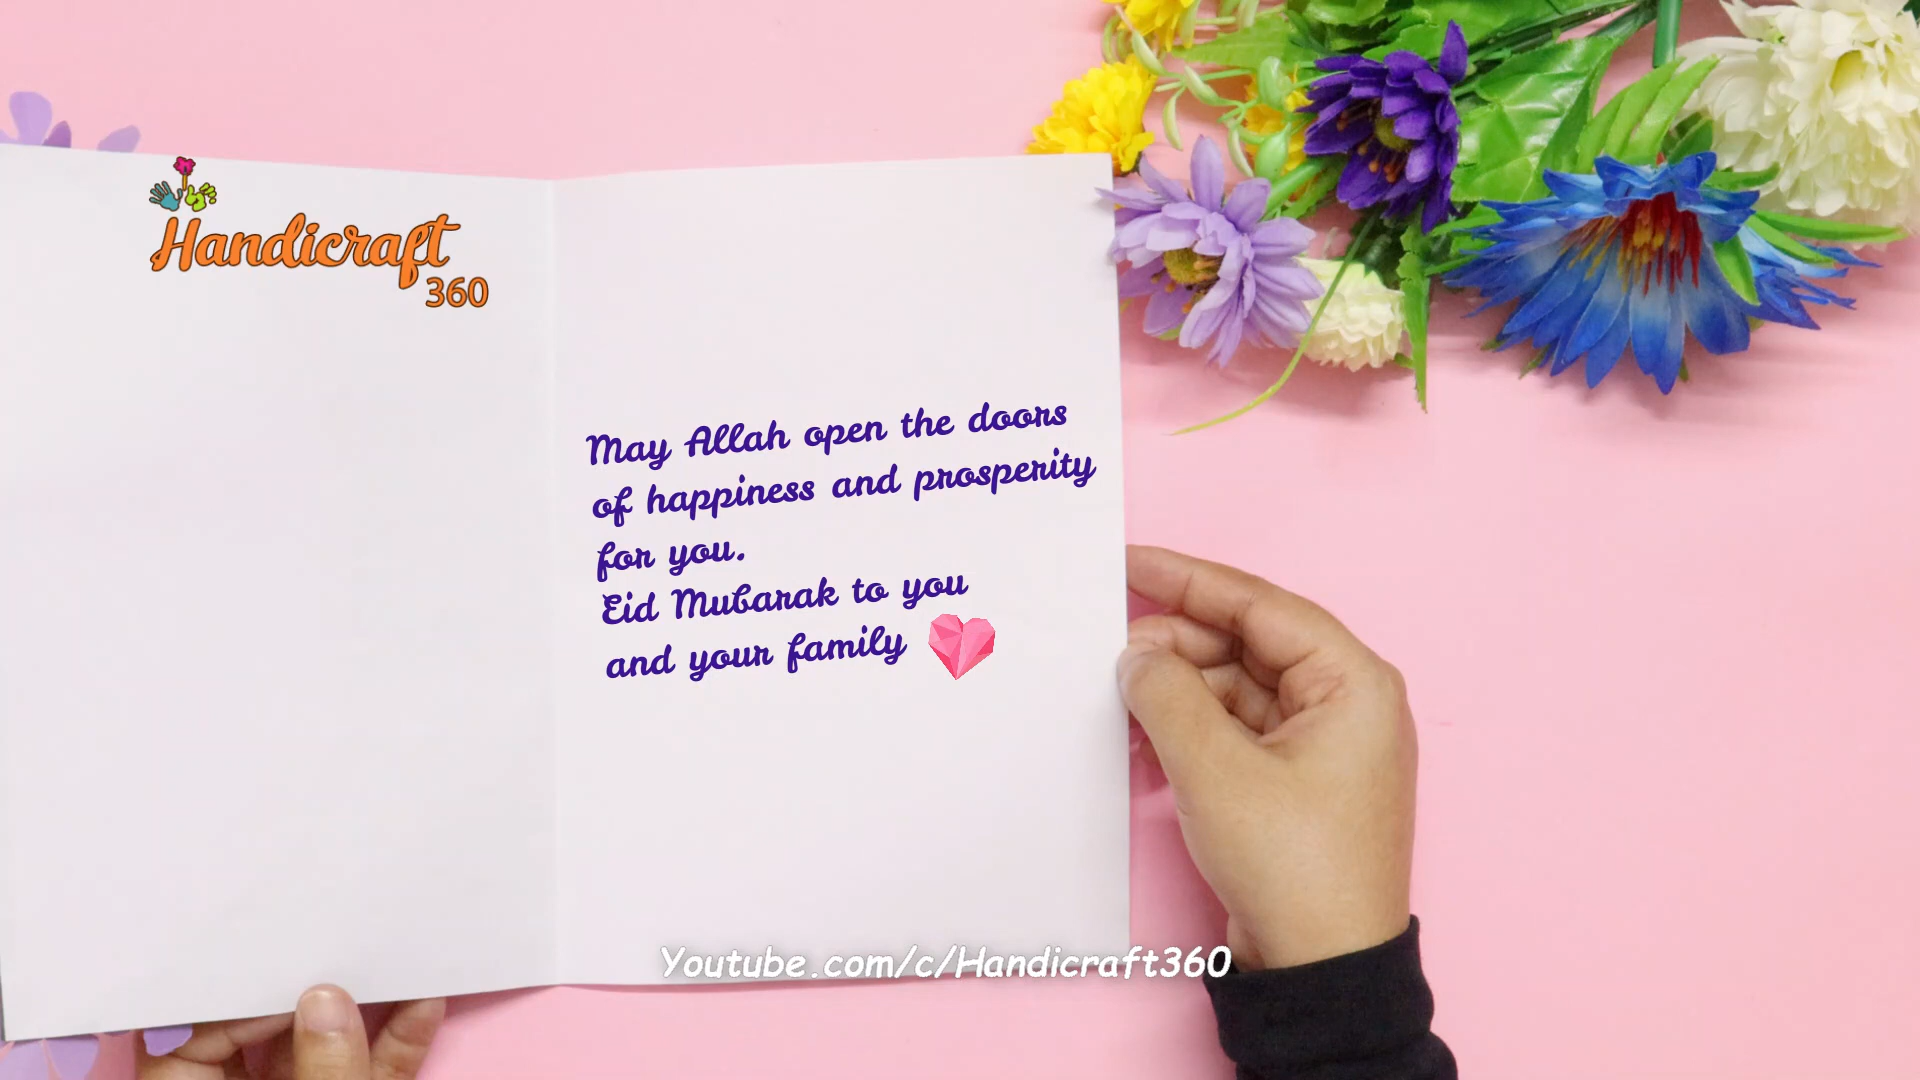 Handicraft
360
May Allah open the doors
of happiness and prosperity
for you.
Eid Mubarak to you
and your family
Youtube.com/c/Handicraft360